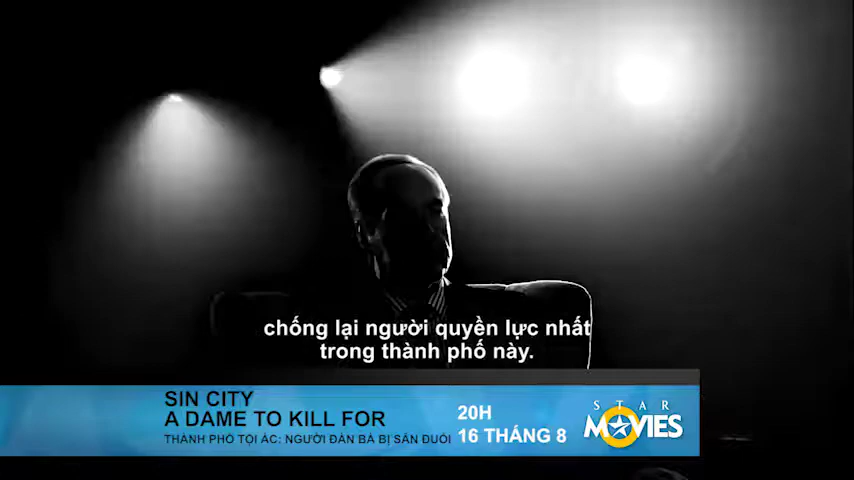 chống lại người quyền lực nhất
trong thành phố này.
SIN CITY
A DAME TO KILL FOR
THÀNH PHỐ TỘI ÁC: NGƯỜI ĐÀN BÀ BỊ SĂN ĐUỔI
20H
16 THÁNG 8
STAR
MOVIES